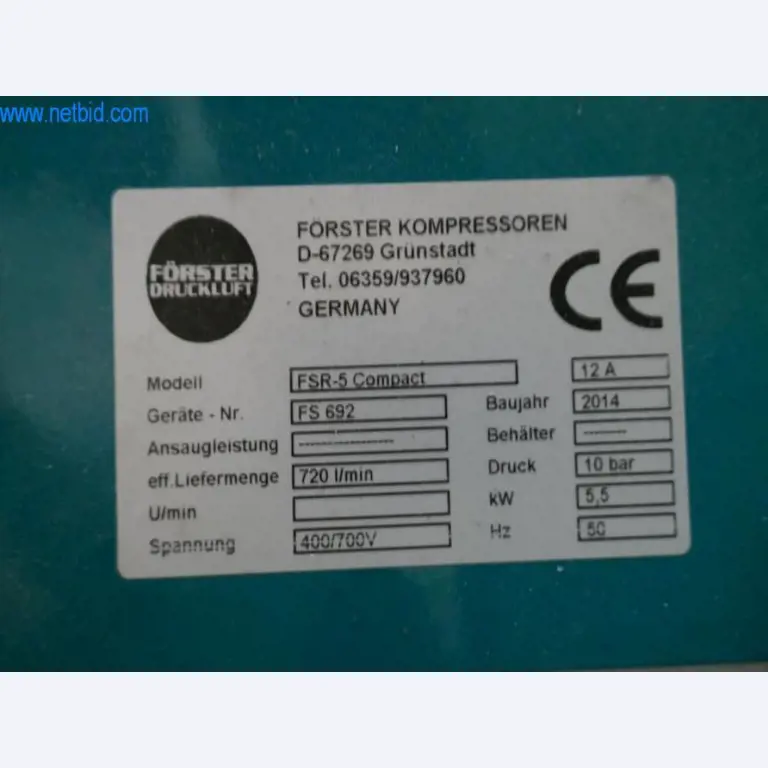 www.netbid.com
FÖRSTER DRUCKLUFT
FÖRSTER KOMPRESSOREN
D-67269 Grünstadt
Tel. 06359/937960
GERMANY
CE
Modell FSR-5 Compact 12 A
Geräte - Nr. FS 692 Baujahr 2014
Ansaugleistung ---------------- Behälter -------
eff.Liefermenge 720 l/min Druck 10 bar
U/min kW 5,5
Spannung 400/700V Hz 50